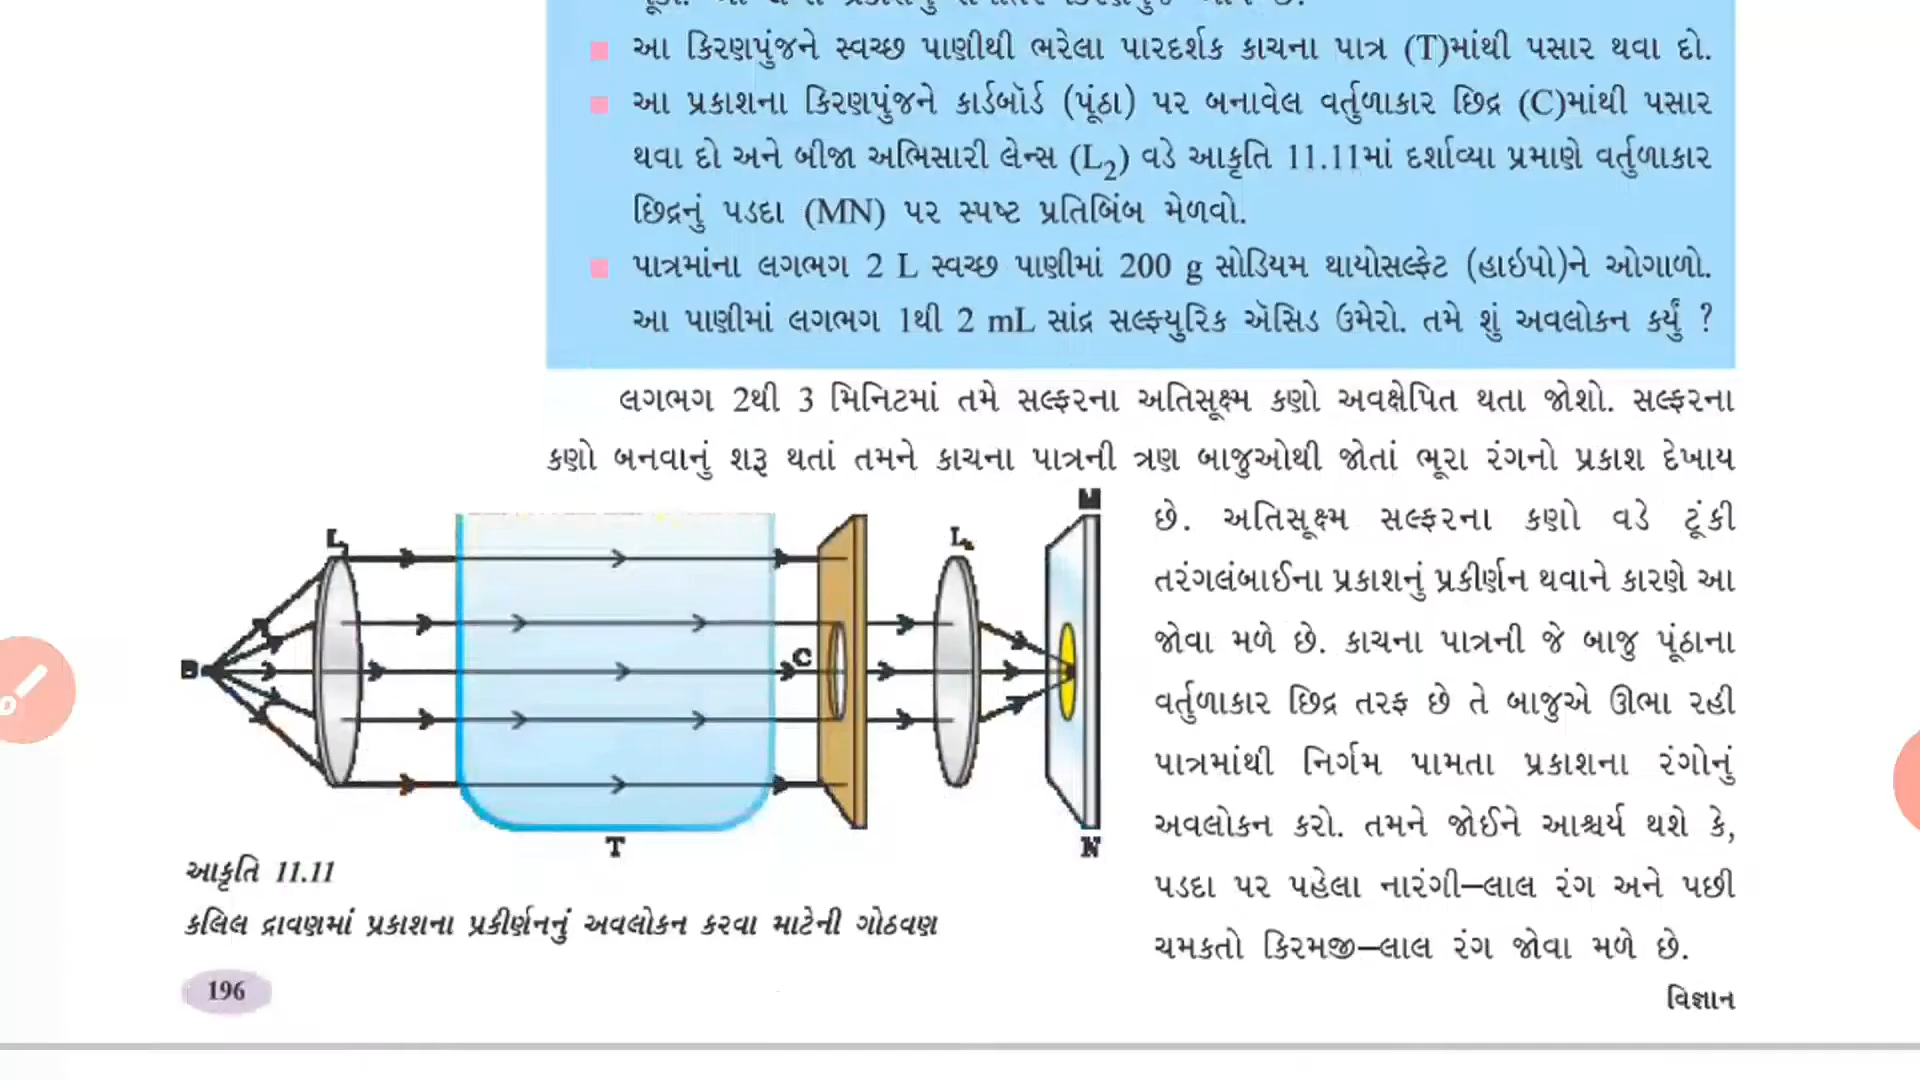 આ કિરણપુંજને સ્વચ્છ પાણીથી ભરેલા પારદર્શક કાચના પાત્ર (T)માંથી પસાર થવા દો.
આ પ્રકાશના કિરણપુંજને કાર્ડબૉર્ડ (પૂંઠા) પર બનાવેલ વર્તુળાકાર છિદ્ર (C)માંથી પસાર
થવા દો અને બીજા અભિસારી લેન્સ (L₂) વડે આકૃતિ 11.11માં દર્શાવ્યા પ્રમાણે વર્તુળાકાર
છિદ્રનું પડદા (MN) પર સ્પષ્ટ પ્રતિબિંબ મેળવો.
પાત્રમાંના લગભગ 2 L સ્વચ્છ પાણીમાં 200 g સોડિયમ થાયોસલ્ફેટ (હાઇપો)ને ઓગાળો.
આ પાણીમાં લગભગ 1થી 2 mL સાંદ્ર સલ્ફ્યુરિક ઍસિડ ઉમેરો. તમે શું અવલોકન કર્યું ?
લગભગ 2થી 3 મિનિટમાં તમે સલ્ફરના અતિસૂક્ષ્મ કણો અવક્ષેપિત થતા જોશો. સલ્ફરના
કણો બનવાનું શરૂ થતાં તમને કાચના પાત્રની ત્રણ બાજુઓથી જોતાં ભૂરા રંગનો પ્રકાશ દેખાય
છે. અતિસૂક્ષ્મ સલ્ફરના કણો વડે ટૂંકી
તરંગલંબાઈના પ્રકાશનું પ્રકીર્ણન થવાને કારણે આ
જોવા મળે છે. કાચના પાત્રની જે બાજુ પૂંઠાના
વર્તુળાકાર છિદ્ર તરફ છે તે બાજુએ ઊભા રહી
પાત્રમાંથી નિર્ગમ પામતા પ્રકાશના રંગોનું
અવલોકન કરો. તમને જોઈને આશ્ચર્ય થશે કે,
પડદા પર પહેલા નારંગી–લાલ રંગ અને પછી
ચમકતો કિરમજી–લાલ રંગ જોવા મળે છે.
M
C
T
N
આકૃતિ 11.11
કલિલ દ્રાવણમાં પ્રકાશના પ્રકીર્ણનનું અવલોકન કરવા માટેની ગોઠવણ
196
વિજ્ઞાન